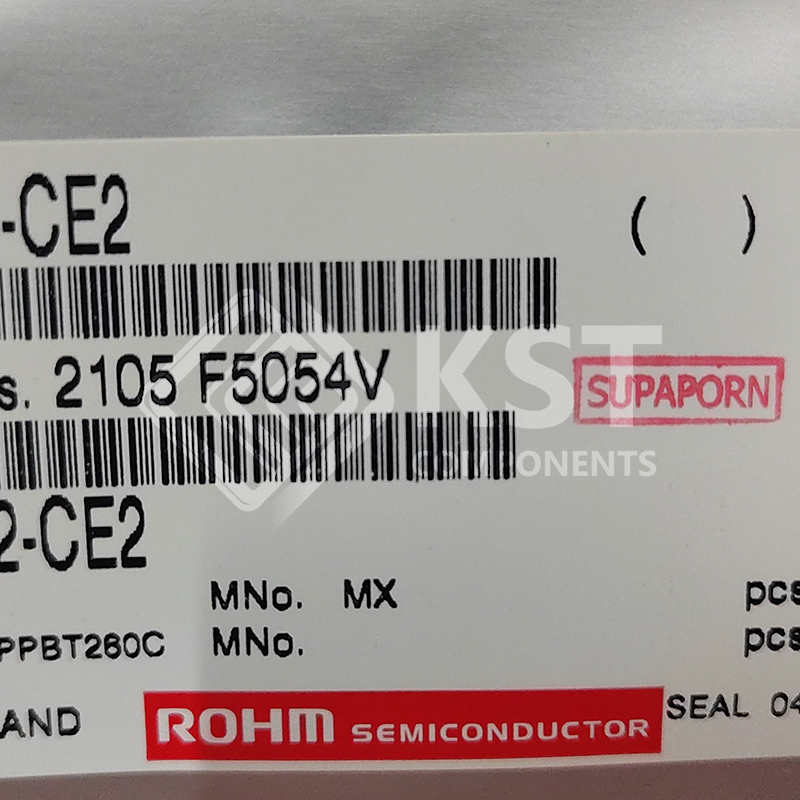 -CE2 ( )
s. 2105 F5054V
SUPAPORN
KST
COMPONENTS
2-CE2
MNo. MX pcs
PPBT260C MNo. pcs
AND ROHM SEMICONDUCTOR SEAL 04